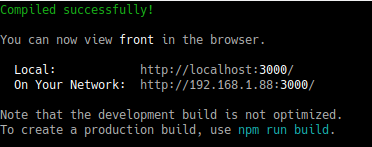 Compiled successfully!
You can now view front in the browser.
Local: http://localhost:3000/
On Your Network: http://192.168.1.88:3000/
Note that the development build is not optimized.
To create a production build, use npm run build.